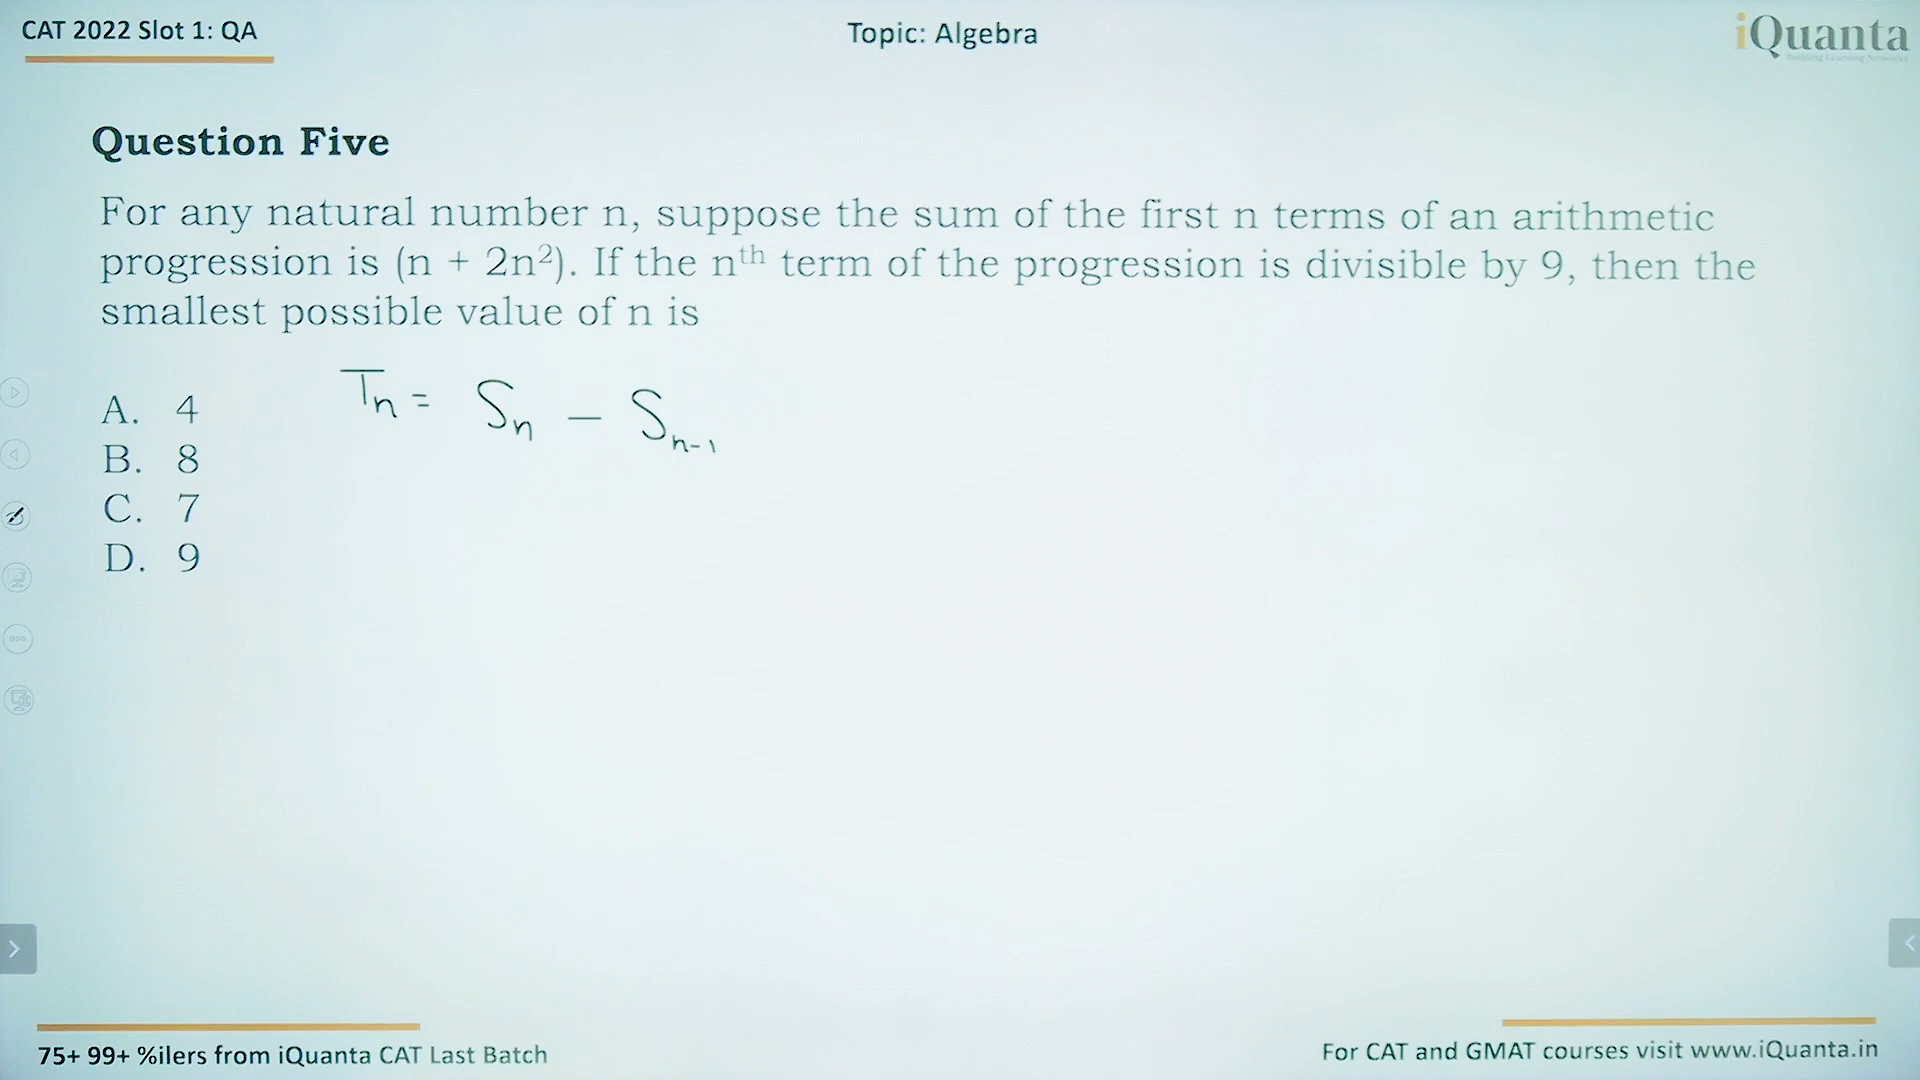 CAT 2022 Slot 1: QA
Topic: Algebra
iQuanta
Building Learning Networks
Question Five
For any natural number n, suppose the sum of the first n terms of an arithmetic
progression is (n + 2n²). If the nᵗʰ term of the progression is divisible by 9, then the
smallest possible value of n is
A. 4
B. 8
C. 7
D. 9
Tₙ = Sₙ − Sₙ₋₁
75+ 99+ %ilers from iQuanta CAT Last Batch
For CAT and GMAT courses visit www.iQuanta.in